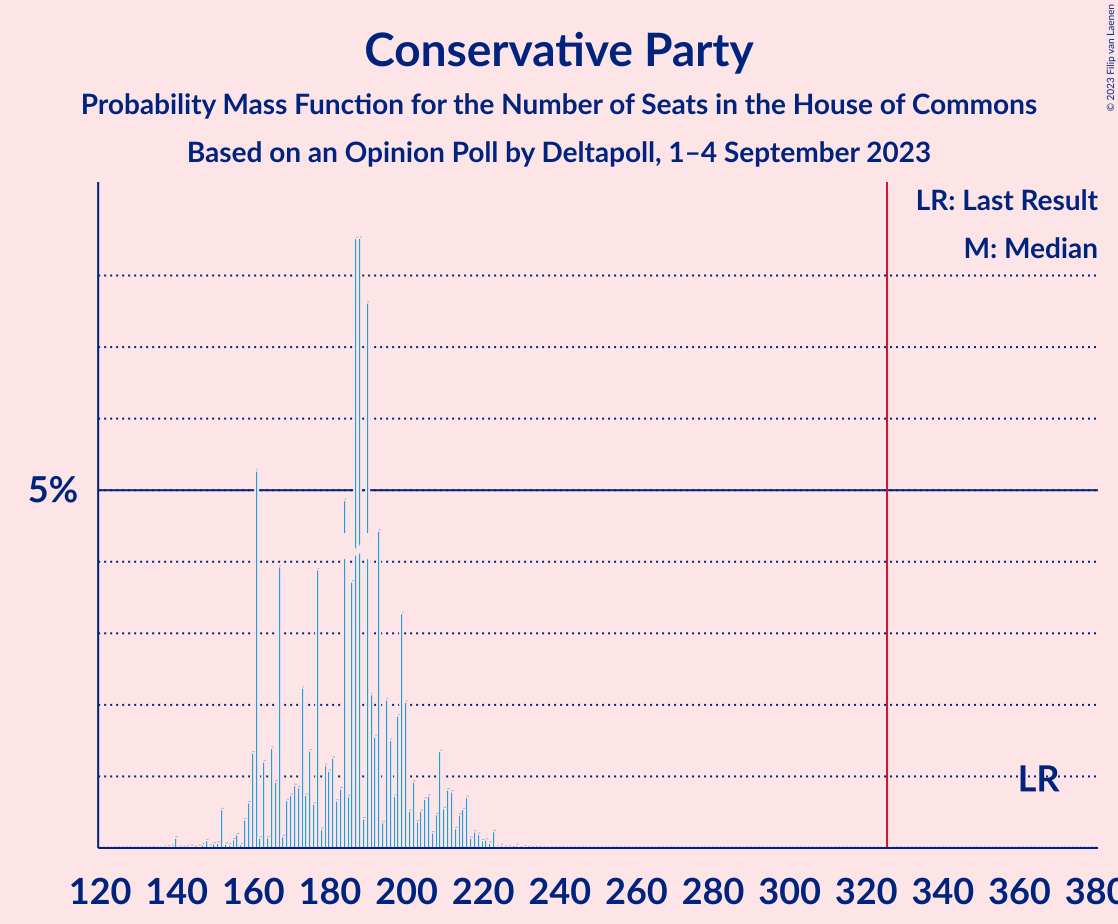 Conservative Party
Probability Mass Function for the Number of Seats in the House of Commons
Based on an Opinion Poll by Deltapoll, 1–4 September 2023
© 2023 Filip van Laenen
LR: Last Result
M: Median
5%
LR
120 140 160 180 200 220 240 260 280 300 320 340 360 380